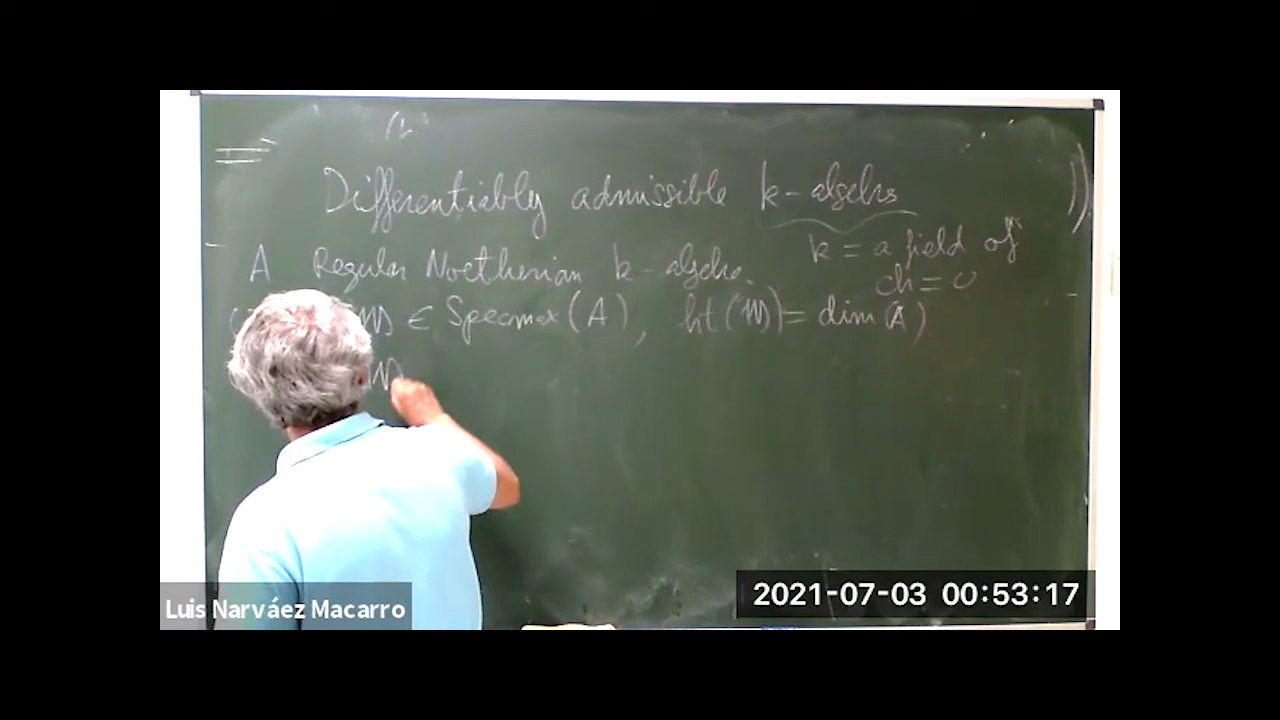 Differentiably admissible k-algebras
A Regular Noetherian k-algebra. k = a field of
ch = 0
𝔐 ∈ Specmax (A), ht (𝔐) = dim (A)
𝔐
Luis Narváez Macarro
2021-07-03 00:53:17